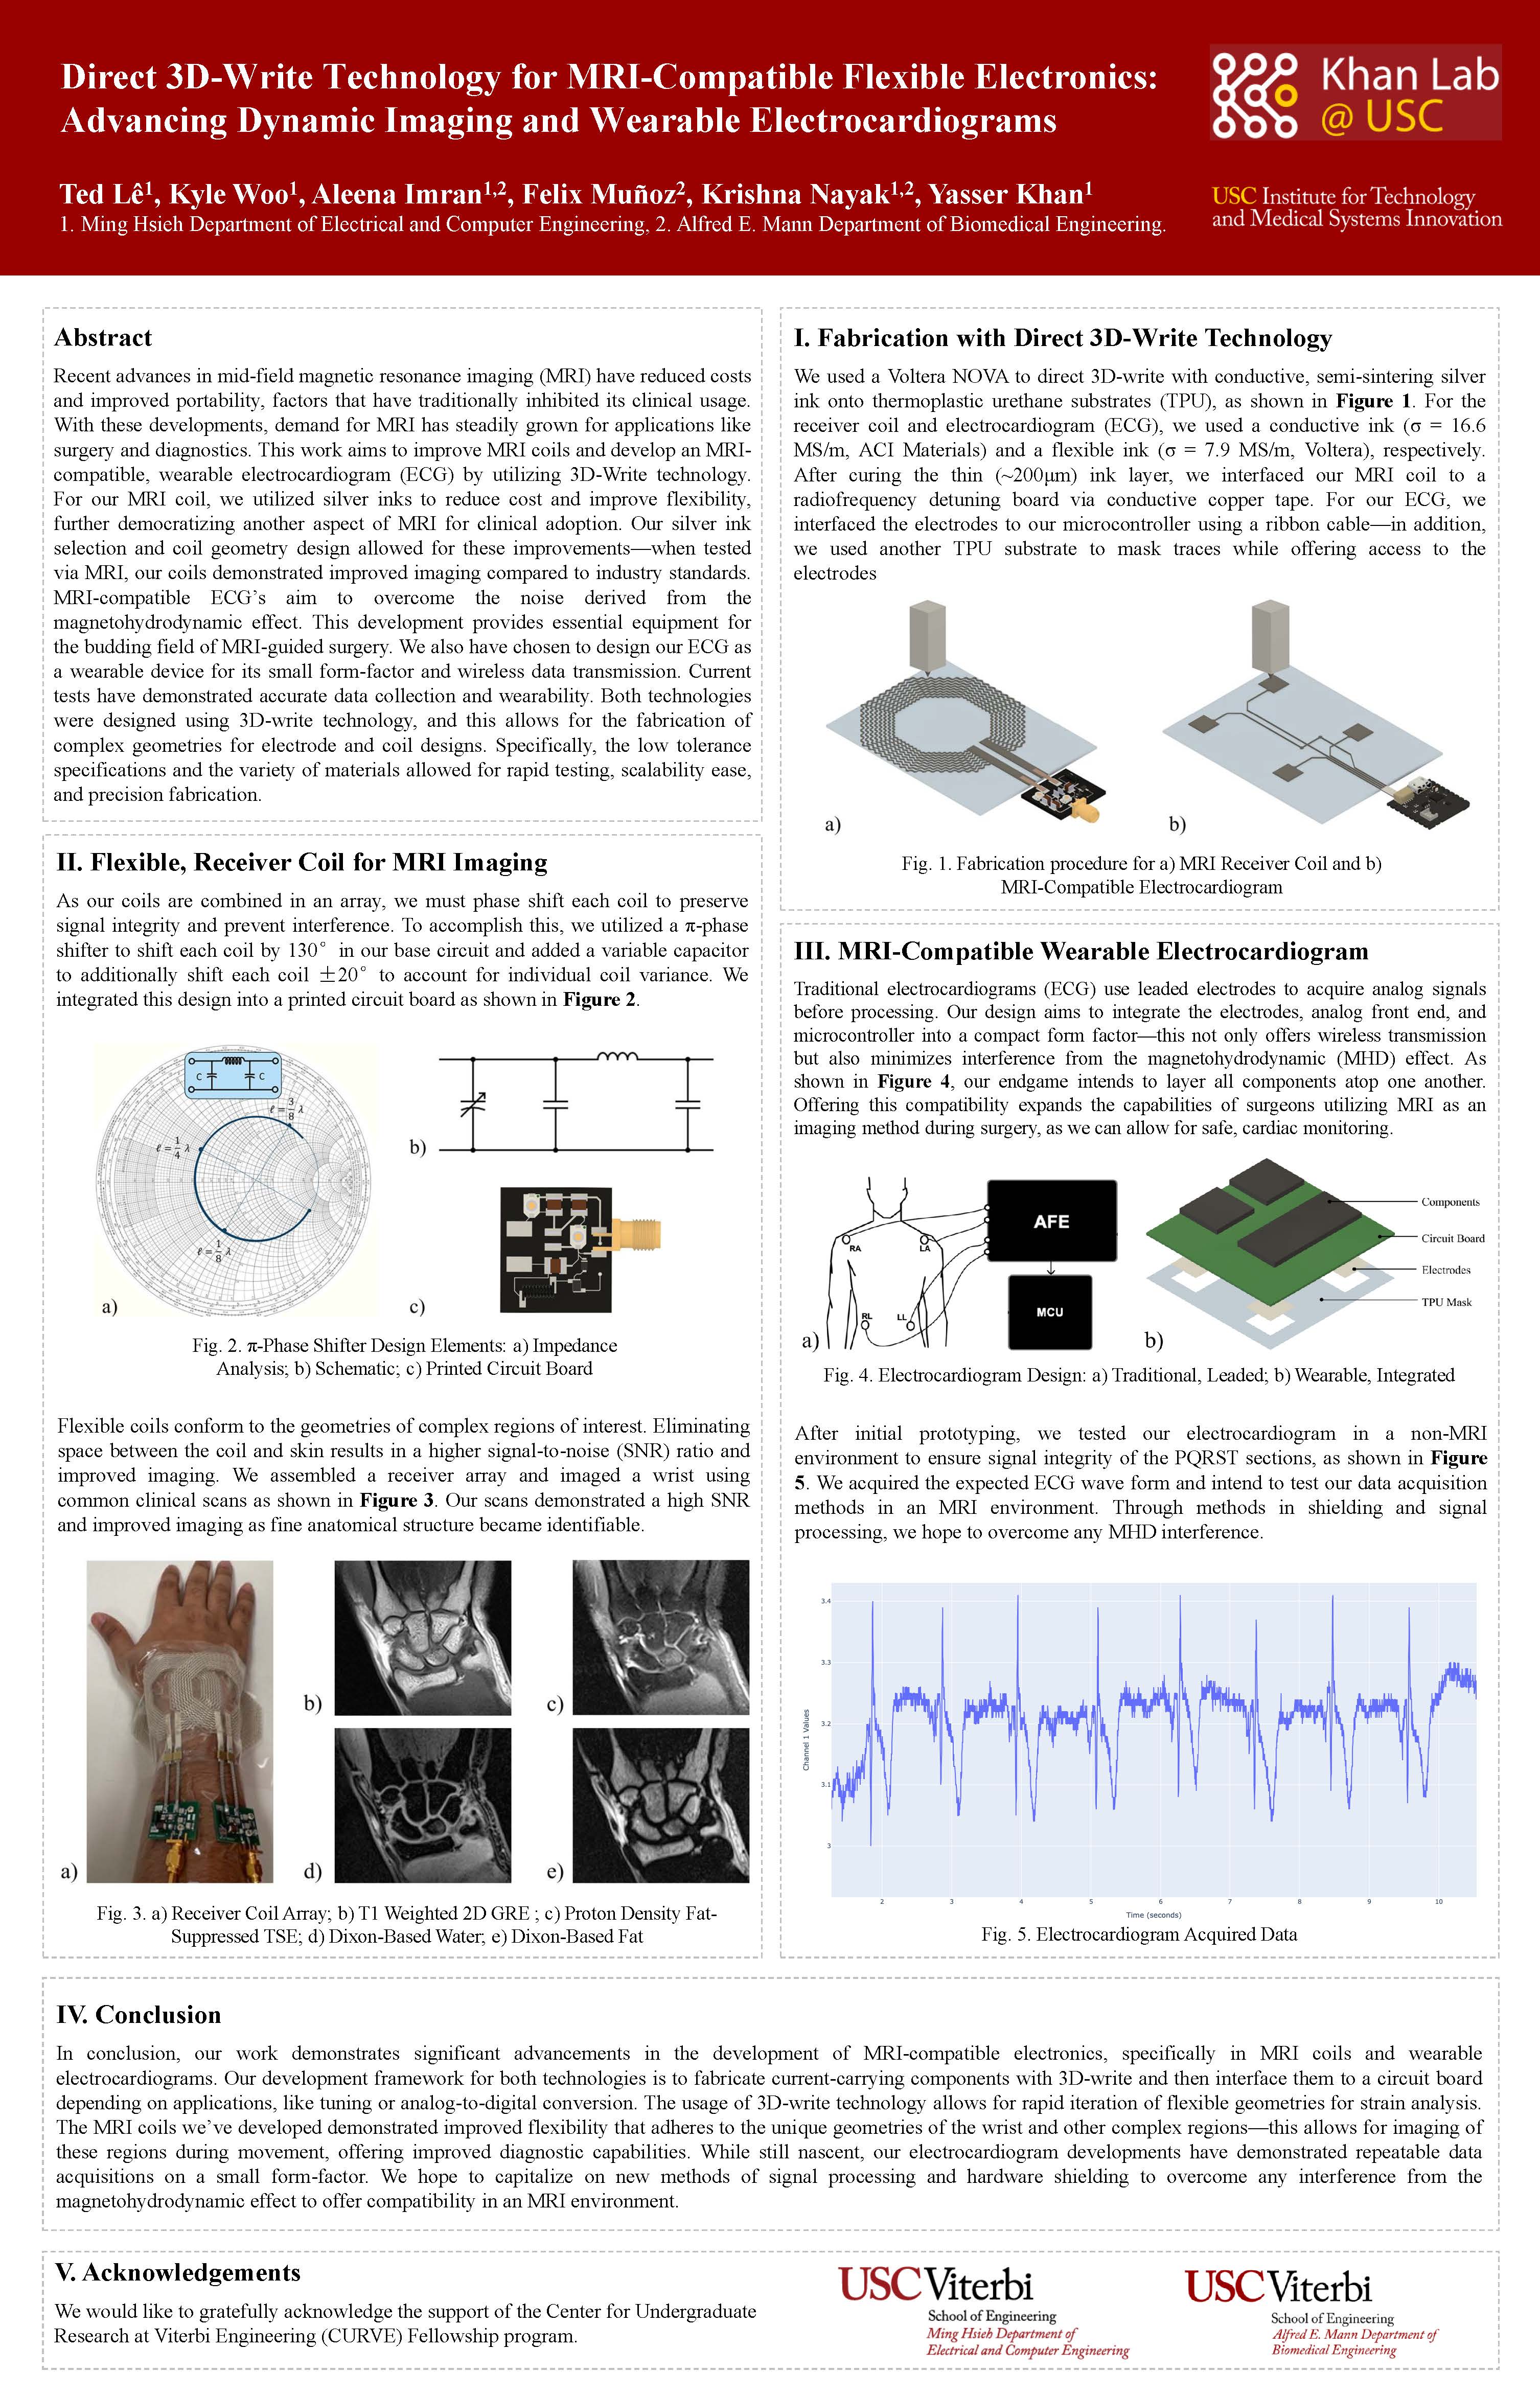 Direct 3D-Write Technology for MRI-Compatible Flexible Electronics:
Advancing Dynamic Imaging and Wearable Electrocardiograms
Ted Lê1, Kyle Woo1, Aleena Imran1,2, Felix Muñoz2, Krishna Nayak1,2, Yasser Khan1
1. Ming Hsieh Department of Electrical and Computer Engineering, 2. Alfred E. Mann Department of Biomedical Engineering.
Khan Lab
@ USC
USC Institute for Technology
and Medical Systems Innovation
Abstract
Recent advances in mid-field magnetic resonance imaging (MRI) have reduced costs
and improved portability, factors that have traditionally inhibited its clinical usage.
With these developments, demand for MRI has steadily grown for applications like
surgery and diagnostics. This work aims to improve MRI coils and develop an MRI-
compatible, wearable electrocardiogram (ECG) by utilizing 3D-Write technology.
For our MRI coil, we utilized silver inks to reduce cost and improve flexibility,
further democratizing another aspect of MRI for clinical adoption. Our silver ink
selection and coil geometry design allowed for these improvements—when tested
via MRI, our coils demonstrated improved imaging compared to industry standards.
MRI-compatible ECG's aim to overcome the noise derived from the
magnetohydrodynamic effect. This development provides essential equipment for
the budding field of MRI-guided surgery. We also have chosen to design our ECG as
a wearable device for its small form-factor and wireless data transmission. Current
tests have demonstrated accurate data collection and wearability. Both technologies
were designed using 3D-write technology, and this allows for the fabrication of
complex geometries for electrode and coil designs. Specifically, the low tolerance
specifications and the variety of materials allowed for rapid testing, scalability ease,
and precision fabrication.
I. Fabrication with Direct 3D-Write Technology
We used a Voltera NOVA to direct 3D-write with conductive, semi-sintering silver
ink onto thermoplastic urethane substrates (TPU), as shown in Figure 1. For the
receiver coil and electrocardiogram (ECG), we used a conductive ink (σ = 16.6
MS/m, ACI Materials) and a flexible ink (σ = 7.9 MS/m, Voltera), respectively.
After curing the thin (~200μm) ink layer, we interfaced our MRI coil to a
radiofrequency detuning board via conductive copper tape. For our ECG, we
interfaced the electrodes to our microcontroller using a ribbon cable—in addition,
we used another TPU substrate to mask traces while offering access to the
electrodes
a)
b)
Fig. 1. Fabrication procedure for a) MRI Receiver Coil and b)
MRI-Compatible Electrocardiogram
II. Flexible, Receiver Coil for MRI Imaging
As our coils are combined in an array, we must phase shift each coil to preserve
signal integrity and prevent interference. To accomplish this, we utilized a π-phase
shifter to shift each coil by 130° in our base circuit and added a variable capacitor
to additionally shift each coil ±20° to account for individual coil variance. We
integrated this design into a printed circuit board as shown in Figure 2.
C
C
ℓ = 3/8 λ
ℓ = 1/4 λ
ℓ = 1/8 λ
a)
b)
c)
Fig. 2. π-Phase Shifter Design Elements: a) Impedance
Analysis; b) Schematic; c) Printed Circuit Board
Flexible coils conform to the geometries of complex regions of interest. Eliminating
space between the coil and skin results in a higher signal-to-noise (SNR) ratio and
improved imaging. We assembled a receiver array and imaged a wrist using
common clinical scans as shown in Figure 3. Our scans demonstrated a high SNR
and improved imaging as fine anatomical structure became identifiable.
a)
b)
c)
d)
e)
Fig. 3. a) Receiver Coil Array; b) T1 Weighted 2D GRE ; c) Proton Density Fat-
Suppressed TSE; d) Dixon-Based Water; e) Dixon-Based Fat
III. MRI-Compatible Wearable Electrocardiogram
Traditional electrocardiograms (ECG) use leaded electrodes to acquire analog signals
before processing. Our design aims to integrate the electrodes, analog front end, and
microcontroller into a compact form factor—this not only offers wireless transmission
but also minimizes interference from the magnetohydrodynamic (MHD) effect. As
shown in Figure 4, our endgame intends to layer all components atop one another.
Offering this compatibility expands the capabilities of surgeons utilizing MRI as an
imaging method during surgery, as we can allow for safe, cardiac monitoring.
RA
LA
RL
LL
AFE
MCU
a)
Components
Circuit Board
Electrodes
TPU Mask
b)
Fig. 4. Electrocardiogram Design: a) Traditional, Leaded; b) Wearable, Integrated
After initial prototyping, we tested our electrocardiogram in a non-MRI
environment to ensure signal integrity of the PQRST sections, as shown in Figure
5. We acquired the expected ECG wave form and intend to test our data acquisition
methods in an MRI environment. Through methods in shielding and signal
processing, we hope to overcome any MHD interference.
Channel 1 Values
3.4
3.3
3.2
3.1
3
2 3 4 5 6 7 8 9 10
Time (seconds)
Fig. 5. Electrocardiogram Acquired Data
IV. Conclusion
In conclusion, our work demonstrates significant advancements in the development of MRI-compatible electronics, specifically in MRI coils and wearable
electrocardiograms. Our development framework for both technologies is to fabricate current-carrying components with 3D-write and then interface them to a circuit board
depending on applications, like tuning or analog-to-digital conversion. The usage of 3D-write technology allows for rapid iteration of flexible geometries for strain analysis.
The MRI coils we've developed demonstrated improved flexibility that adheres to the unique geometries of the wrist and other complex regions—this allows for imaging of
these regions during movement, offering improved diagnostic capabilities. While still nascent, our electrocardiogram developments have demonstrated repeatable data
acquisitions on a small form-factor. We hope to capitalize on new methods of signal processing and hardware shielding to overcome any interference from the
magnetohydrodynamic effect to offer compatibility in an MRI environment.
V. Acknowledgements
We would like to gratefully acknowledge the support of the Center for Undergraduate
Research at Viterbi Engineering (CURVE) Fellowship program.
USC Viterbi
School of Engineering
Ming Hsieh Department of
Electrical and Computer Engineering
USC Viterbi
School of Engineering
Alfred E. Mann Department of
Biomedical Engineering